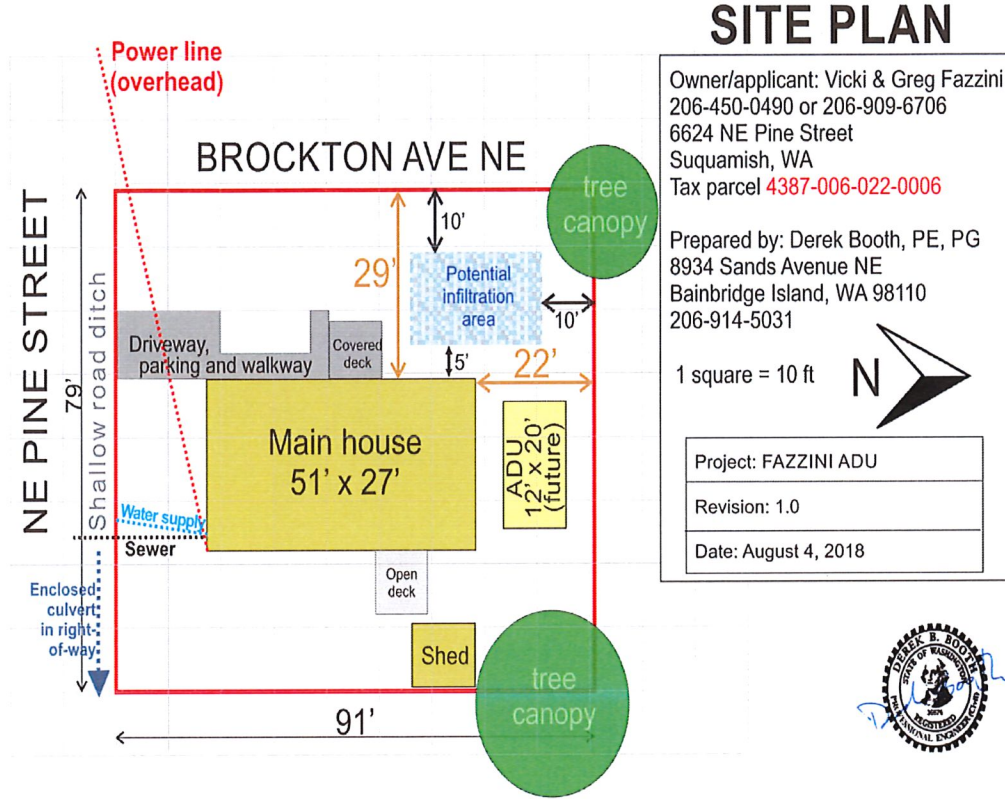 SITE PLAN
Owner/applicant: Vicki & Greg Fazzini
206-450-0490 or 206-909-6706
6624 NE Pine Street
Suquamish, WA
Tax parcel 4387-006-022-0006
Prepared by: Derek Booth, PE, PG
8934 Sands Avenue NE
Bainbridge Island, WA 98110
206-914-5031
1 square = 10 ft
N
Project: FAZZINI ADU
Revision: 1.0
Date: August 4, 2018
Power line
(overhead)
BROCKTON AVE NE
tree
canopy
10'
29'
Potential
infiltration
area
10'
5'
22'
NE PINE STREET
79'
Shallow road ditch
Driveway,
parking and walkway
Covered
deck
Main house
51' x 27'
ADU
12' x 20'
(future)
Water supply
Sewer
Enclosed
culvert
in right-
of-way
Open
deck
Shed
tree
canopy
91'
DEREK B. BOOTH
STATE OF WASHINGTON
REGISTERED
PROFESSIONAL ENGINEER (Civil)